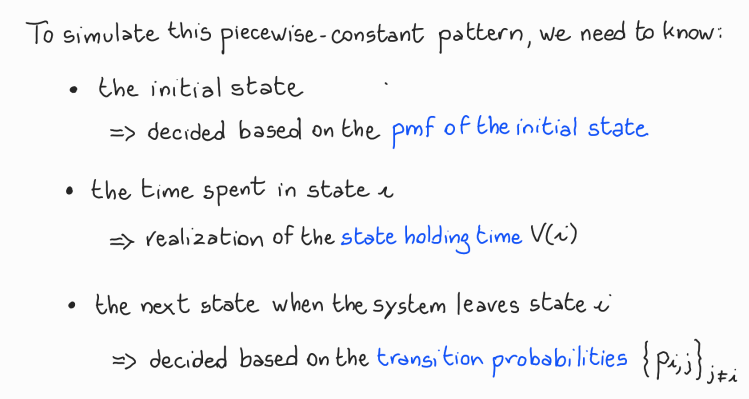 To simulate this piecewise-constant pattern, we need to know:
• the initial state
=> decided based on the pmf of the initial state
• the time spent in state i
=> realization of the state holding time V(i)
• the next state when the system leaves state i
=> decided based on the transition probabilities {p_{i,j}}_{j≠i}